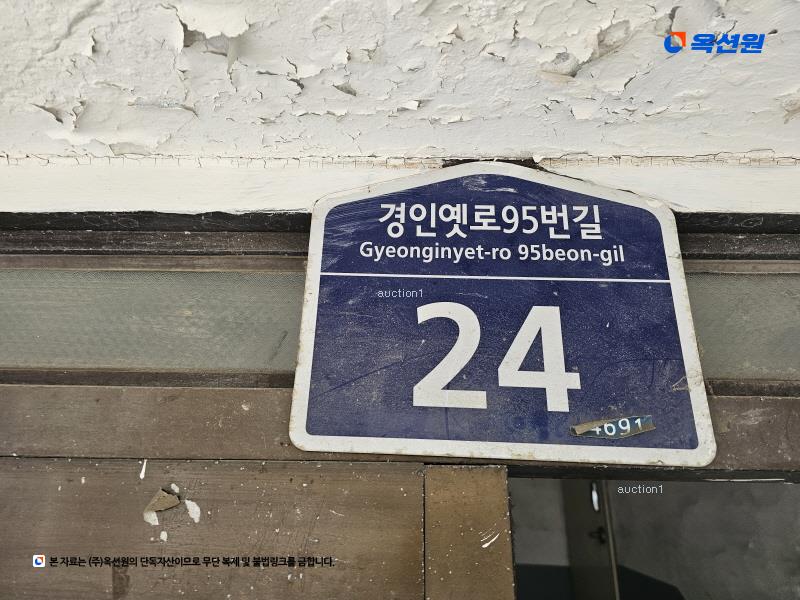 옥션원
경인옛로95번길
Gyeonginyet-ro 95beon-gil
auction1
24
4691
auction1
본 자료는 (주)옥션원의 단독자산이므로 무단 복제 및 불법링크를 금합니다.